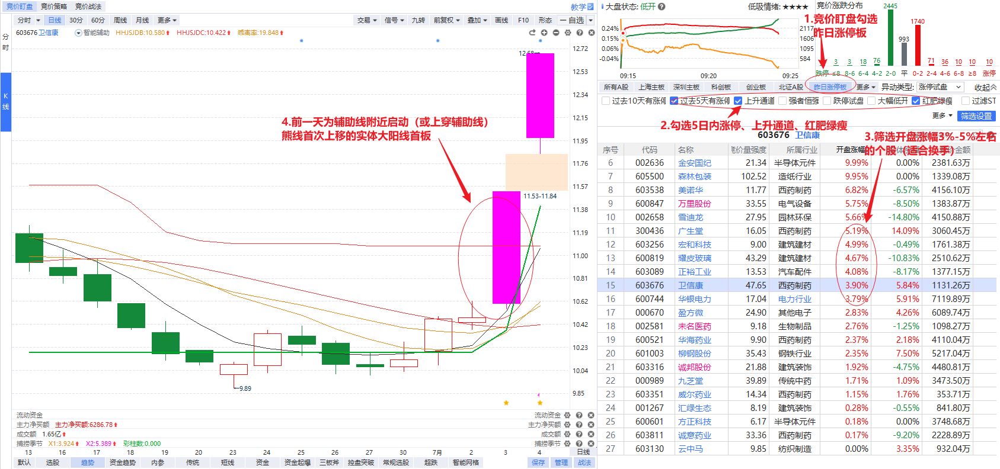 竞价盯盘 竞价策略 竞价战法 教学
分时 日线 30分 60分 周线 月线 更多 交易 信号 九转 前复权 叠加 画线 F10 形态 一自选
603676 卫信康 智能辅助 HHJSJDB:10.580 HHJSJDC:10.422 乖离率:19.848
分时
K线
12.68
12.72
12.53
12.34
12.15
11.95
11.76
11.57
11.38
11.19
11.00
10.81
10.62
10.42
10.23
10.04
9.85
4.前一天为辅助线附近启动（或上穿辅助线）
熊线首次上移的实体大阳线首板
11.53-11.84
9.89
流动资金 流动资金
主力净买额 主力净买额:6286.78 主力净买额
成交额 1.65亿 成交额
捕捞季节 X1:3.924 X2:5.389 彩柱数:0.000 捕捞季节
13 16 17 18 19 20 23 24 25 26 27 30 7月 2 3 4 日线
默认 选股 趋势 资金趋势 内参 传统 短线 资金 资金起爆 三板斧 控盘突破 常规选股 超跌 智能网格 保存 管理 战法
大盘状态: 低开 低吸情绪: ★★★★
0.24%
0.15%
0.06%
-0.04%
2117
1606
1095
584
09:15 09:20 09:25
竞价涨跌分布
1.竞价盯盘勾选
昨日涨停板
3 3 18 76 2445 993 1740 71 36 10 10 10
跌停 ≤8 8-6 6-4 4-2 2-0 平 0-2 2-4 4-6 6-8 ≥8 涨停
所有A股 上海主板 深圳主板 科创板 创业板 北证A股 昨日涨停板 更多 异动类型: 涨停试盘 收起
过去10天有涨停 过去5天有涨停 上升通道 强者恒强 跌停试盘 大幅低开 红肥绿瘦 过滤ST
更多 筛选设置
2.勾选5日内涨停、上升通道、红肥绿瘦
603676 卫信康
3.筛选开盘涨幅3%-5%左右
的个股（适合换手）
序号 代码 名称 竞价量强度 所属行业 开盘涨幅
6 002636 金安国纪 21.34 半导体元件 9.99% 0.00% 2381.63万
7 605500 森林包装 102.52 造纸行业 9.95% 0.00% 1339.08万
8 603538 美诺华 11.77 西药制药 6.82% -6.57% 4156.10万
9 600847 万里股份 33.55 电气设备 5.75% -8.50% 1383.87万
10 002658 雪迪龙 27.95 园林环保 5.66% -14.80% 4150.88万
11 300436 广生堂 16.05 西药制药 5.19% 14.09% 3060.45万
12 603256 宏和科技 9.00 建筑建材 4.99% -0.49% 1761.38万
13 600819 耀皮玻璃 43.29 建筑建材 4.67% -10.83% 2510.62万
14 603089 正裕工业 13.53 汽车配件 4.08% -8.17% 1377.15万
15 603676 卫信康 47.65 西药制药 3.90% 5.84% 1131.26万
16 600744 华银电力 17.04 电力行业 3.79% 5.91% 7119.89万
17 000670 盈方微 24.90 其他电子 2.83% 4.26% 6089.74万
18 002581 未名医药 9.18 生物制品 2.76% -1.25% 1098.27万
19 600521 华海药业 9.90 西药制药 2.37% 2.18% 4110.04万
20 601003 柳钢股份 35.43 钢铁行业 2.35% 7.50% 5217.04万
21 603316 诚邦股份 21.88 建筑装饰 1.92% -4.75% 4480.81万
22 000989 九芝堂 39.89 传统中药 1.71% 1.09% 3473.50万
23 603351 威尔药业 14.34 西药制药 1.15% 1.76% 353.71万
24 001267 汇绿生态 8.19 建筑装饰 0.28% -0.55% 841.80万
25 600601 方正科技 6.17 半导体元件 0.18% 0.00% 3748.68万
26 603811 诚意药业 33.36 西药制药 0.17% -9.20% 2228.89万
27 603130 云中马 9.85 纺织制造 0.00% 3.35% 932.04万